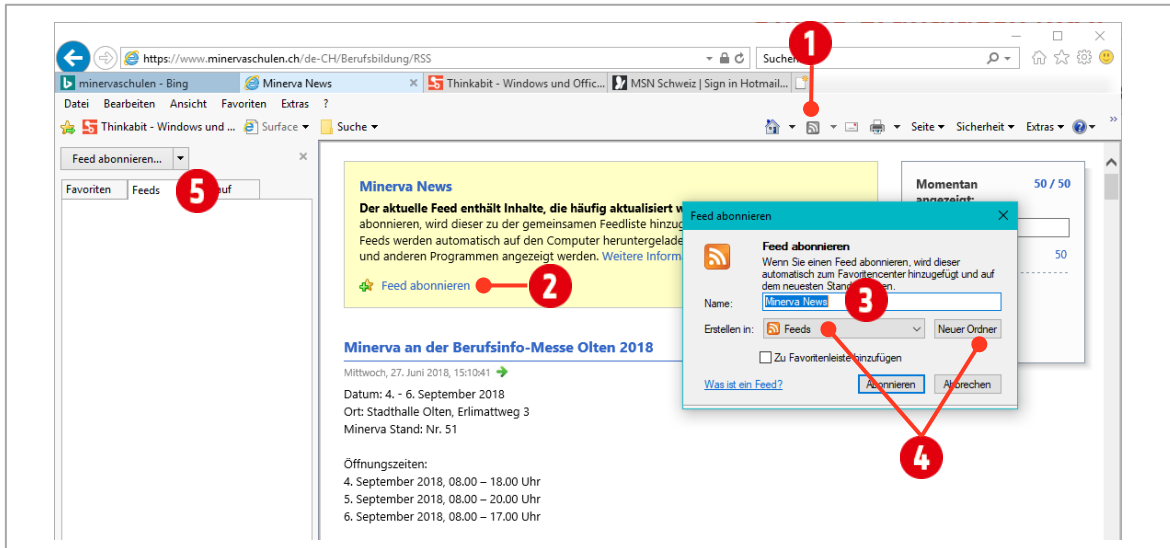 1
https://www.minervaschulen.ch/de-CH/Berufsbildung/RSS
minervaschulen - Bing
Minerva News
Thinkabit - Windows und Offic...
MSN Schweiz | Sign in Hotmail...
Datei Bearbeiten Ansicht Favoriten Extras ?
Thinkabit - Windows und ...
Surface
Suche
Seite Sicherheit Extras
Feed abonnieren...
Favoriten Feeds
5
Minerva News
Der aktuelle Feed enthält Inhalte, die häufig aktualisiert
abonnieren, wird dieser zu der gemeinsamen Feedliste
Feeds werden automatisch auf den Computer
und anderen Programmen angezeigt werden. Weitere
Feed abonnieren
2
Momentan 50 / 50
angezeigt:
50
Feed abonnieren
Feed abonnieren
Wenn Sie einen Feed abonnieren, wird dieser
automatisch zum Favoritencenter hinzugefügt und auf
dem neuesten
Name: Minerva News
3
Erstellen in: Feeds
Neuer Ordner
Zu Favoritenleiste hinzufügen
Was ist ein Feed?
Abonnieren
Abbrechen
4
Minerva an der Berufsinfo-Messe Olten 2018
Mittwoch, 27. Juni 2018, 15:10:41
Datum: 4. - 6. September 2018
Ort: Stadthalle Olten, Erlimattweg 3
Minerva Stand: Nr. 51
Öffnungszeiten:
4. September 2018, 08.00 – 18.00 Uhr
5. September 2018, 08.00 – 20.00 Uhr
6. September 2018, 08.00 – 17.00 Uhr